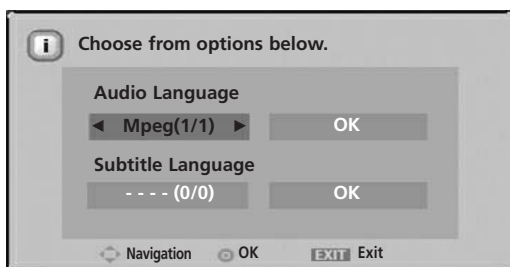 i Choose from options below.
Audio Language
◄ Mpeg(1/1) ► OK
Subtitle Language
- - - - (0/0) OK
Navigation OK EXIT Exit